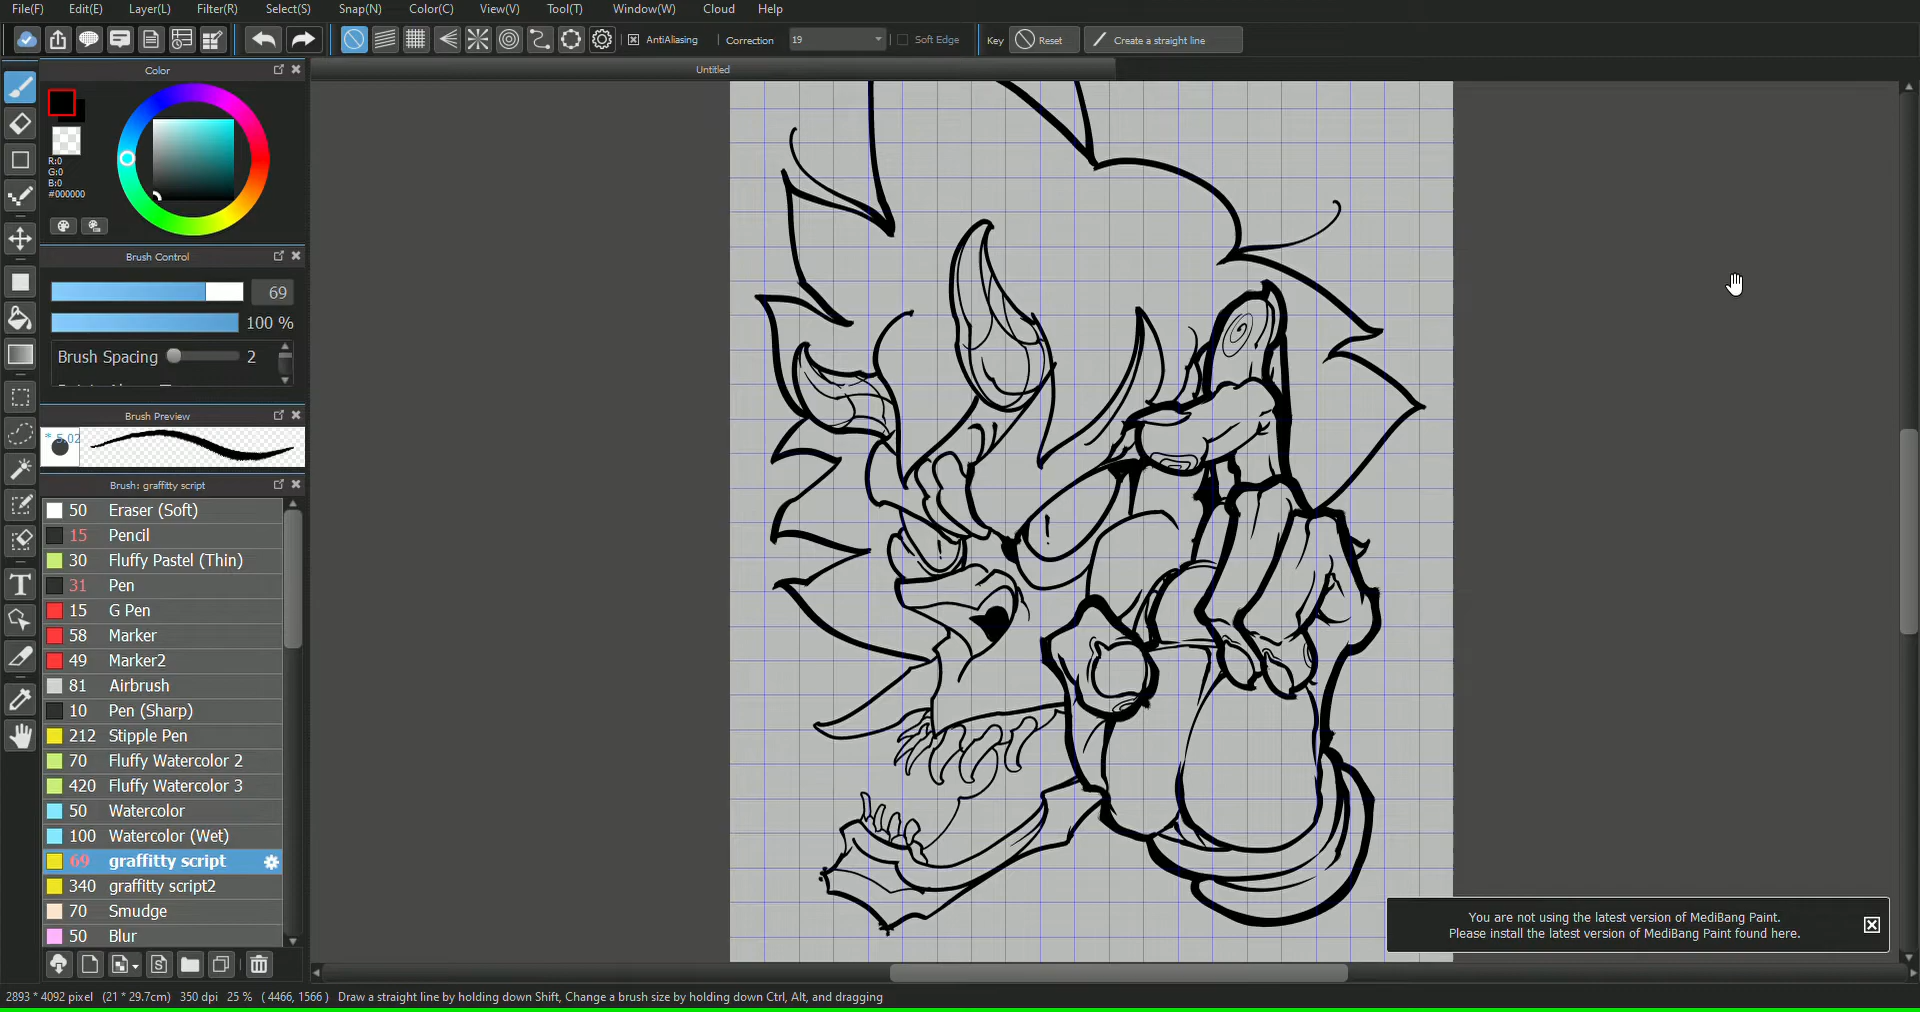 File(F) Edit(E) Layer(L) Filter(R) Select(S) Snap(N) Color(C) View(V) Tool(T) Window(W) Cloud Help
AntiAliasing Correction 19 Soft Edge Key Reset Create a straight line
Color
Untitled
R:0
G:0
B:0
#000000
Brush Control
69
100 %
Brush Spacing 2
Brush Preview
* 5.02
Brush: graffitty script
50 Eraser (Soft)
15 Pencil
30 Fluffy Pastel (Thin)
31 Pen
15 G Pen
58 Marker
49 Marker2
81 Airbrush
10 Pen (Sharp)
212 Stipple Pen
70 Fluffy Watercolor 2
420 Fluffy Watercolor 3
50 Watercolor
100 Watercolor (Wet)
69 graffitty script
340 graffitty script2
70 Smudge
50 Blur
You are not using the latest version of MediBang Paint.
Please install the latest version of MediBang Paint found here.
2893 * 4092 pixel (21 * 29.7cm) 350 dpi 25 % ( 4466, 1566 ) Draw a straight line by holding down Shift, Change a brush size by holding down Ctrl, Alt, and dragging